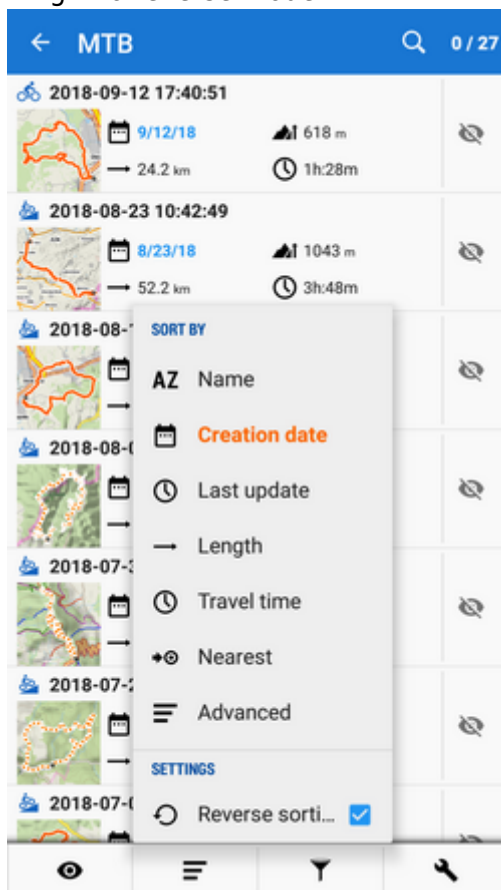 MTB 0 / 27
2018-09-12 17:40:51
9/12/18 618 m
24.2 km 1h:28m
2018-08-23 10:42:49
8/23/18 1043 m
52.2 km 3h:48m
2018-08-
SORT BY
AZ Name
Creation date
2018-08-0
Last update
Length
2018-07-
Travel time
Nearest
2018-07-2
Advanced
SETTINGS
2018-07-0
Reverse sorti...